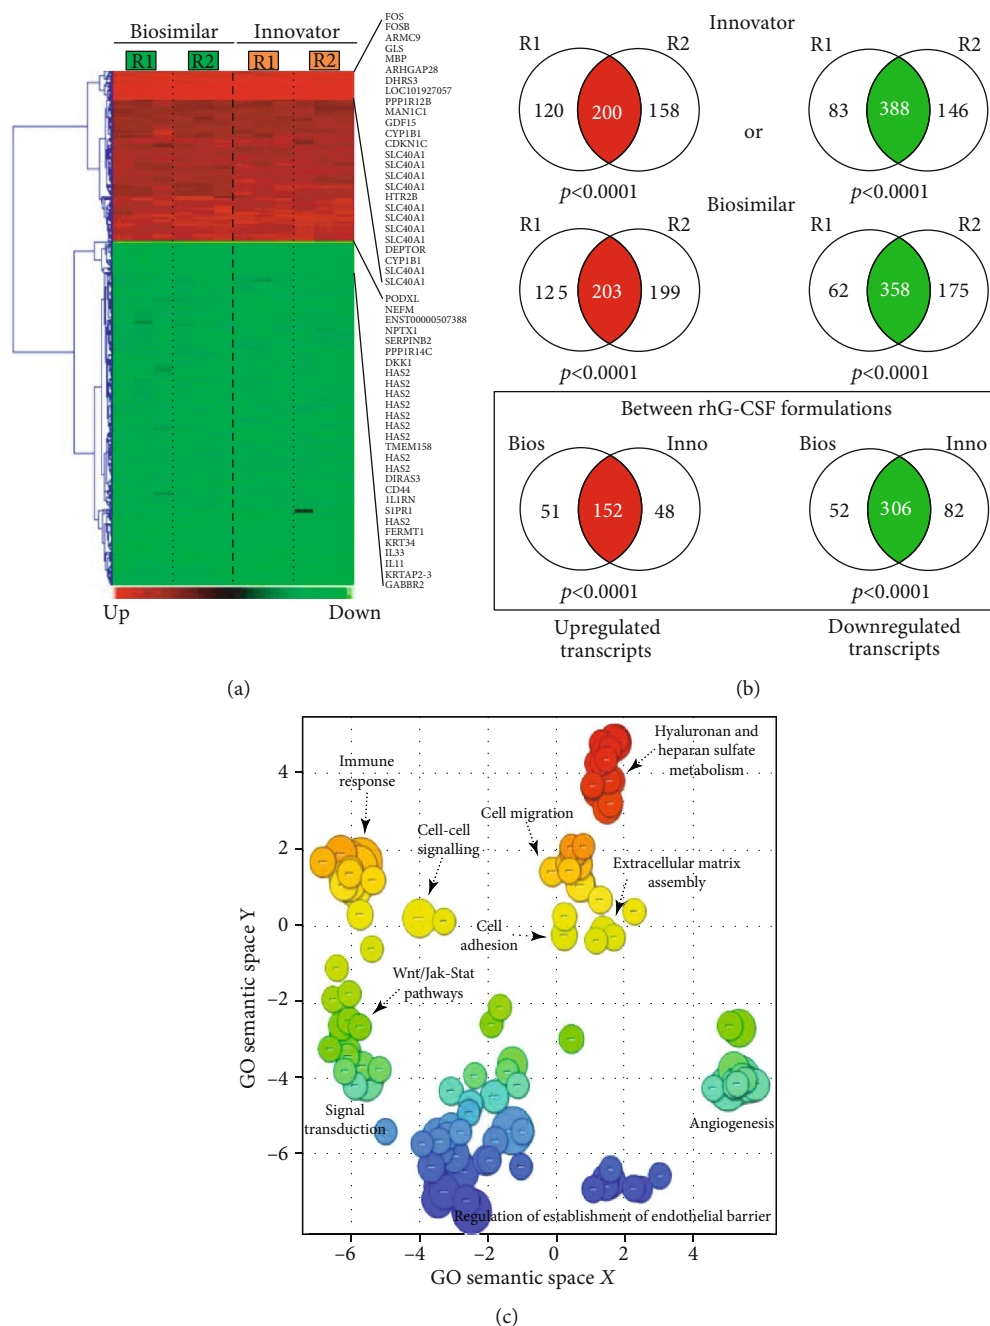 Biosimilar Innovator
R1 R2 R1 R2
FOS
FOSB
ARMC9
GLS
MBP
ARHGAP28
DHRS3
LOC101927057
PPP1R12B
MAN1C1
GDF15
CYP1B1
CDKN1C
SLC40A1
SLC40A1
SLC40A1
SLC40A1
HTR2B
SLC40A1
SLC40A1
SLC40A1
SLC40A1
DEPTOR
CYP1B1
SLC40A1
SLC40A1
PODXL
NEFM
ENST00000507388
NPTX1
SERPINB2
PPP1R14C
DKK1
HAS2
HAS2
HAS2
HAS2
HAS2
HAS2
TMEM158
HAS2
HAS2
DIRAS3
CD44
1L1RN
S1PR1
HAS2
FERMT1
KRT34
IL33
IL11
KRTAP2-3
GABBR2
Up Down
(a)
Innovator
R1 R2 R1 R2
120 200 158 or 83 388 146
p<0.0001 p<0.0001
Biosimilar
R1 R2 R1 R2
125 203 199 62 358 175
p<0.0001 p<0.0001
Between rhG-CSF formulations
Bios Inno Bios Inno
51 152 48 52 306 82
p<0.0001 p<0.0001
Upregulated
transcripts
Downregulated
transcripts
(b)
Hyaluronan and
heparan sulfate
metabolism
Immune
response
Cell migration
Cell-cell
signalling
Extracellular matrix
assembly
Cell
adhesion
Wnt/Jak-Stat
pathways
Signal
transduction
Angiogenesis
Regulation of establishment of endothelial barrier
4
2
0
−2
−4
−6
GO semantic space Y
−6 −4 −2 0 2 4
GO semantic space X
(c)